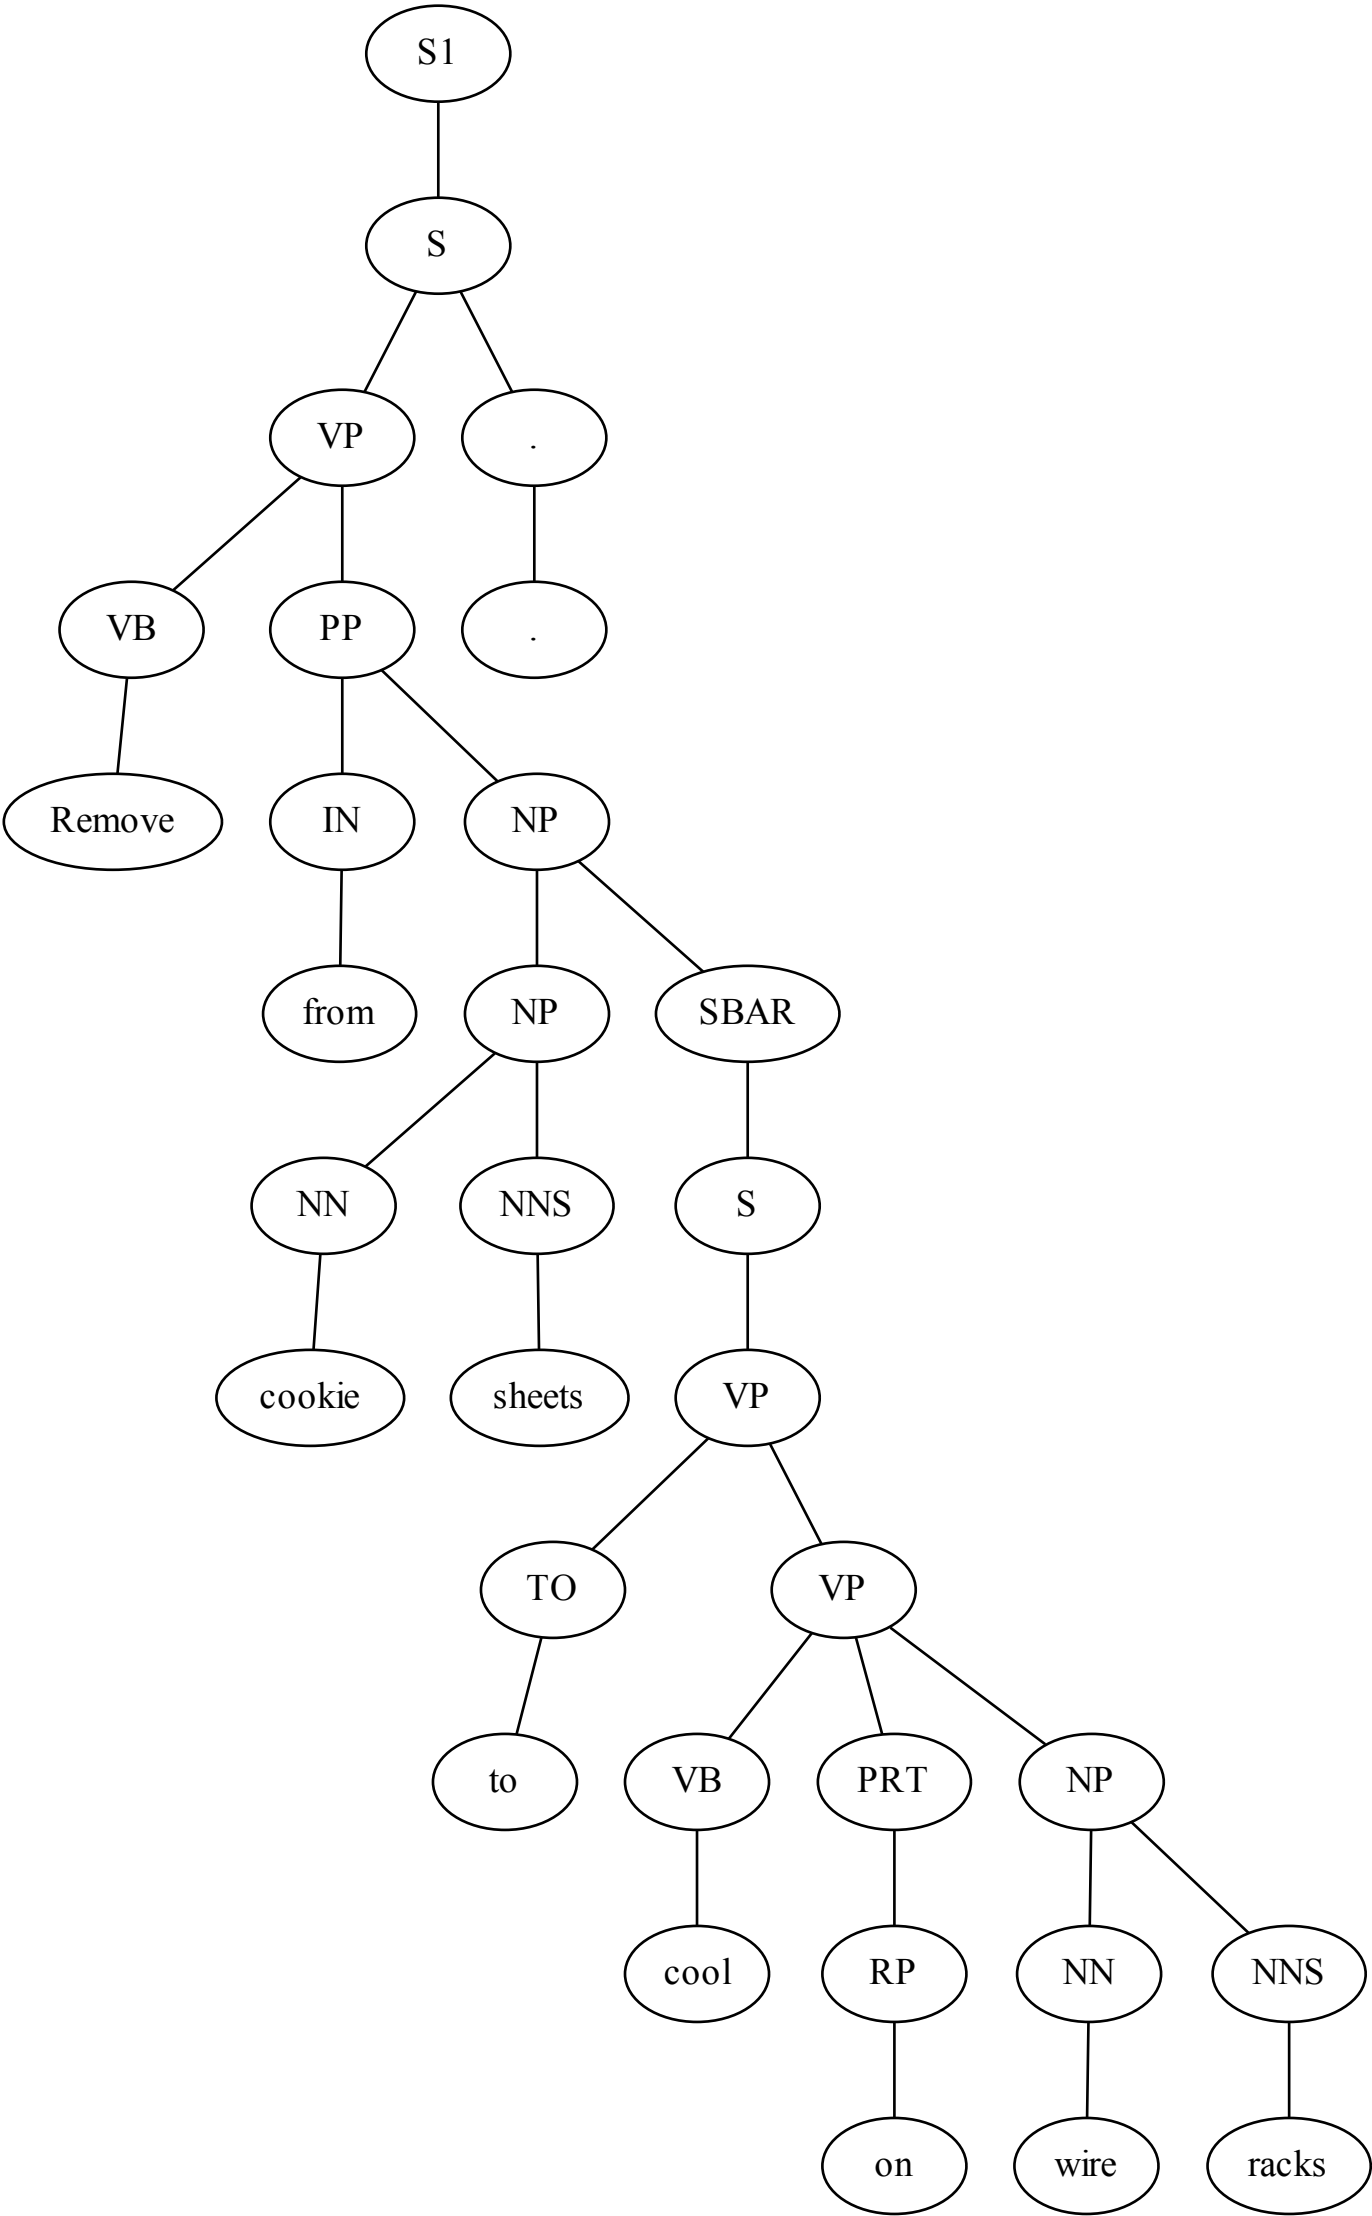 S1
S
VP .
VB PP .
Remove IN NP
from NP SBAR
NN NNS S
cookie sheets VP
TO VP
to VB PRT NP
cool RP NN NNS
on wire racks